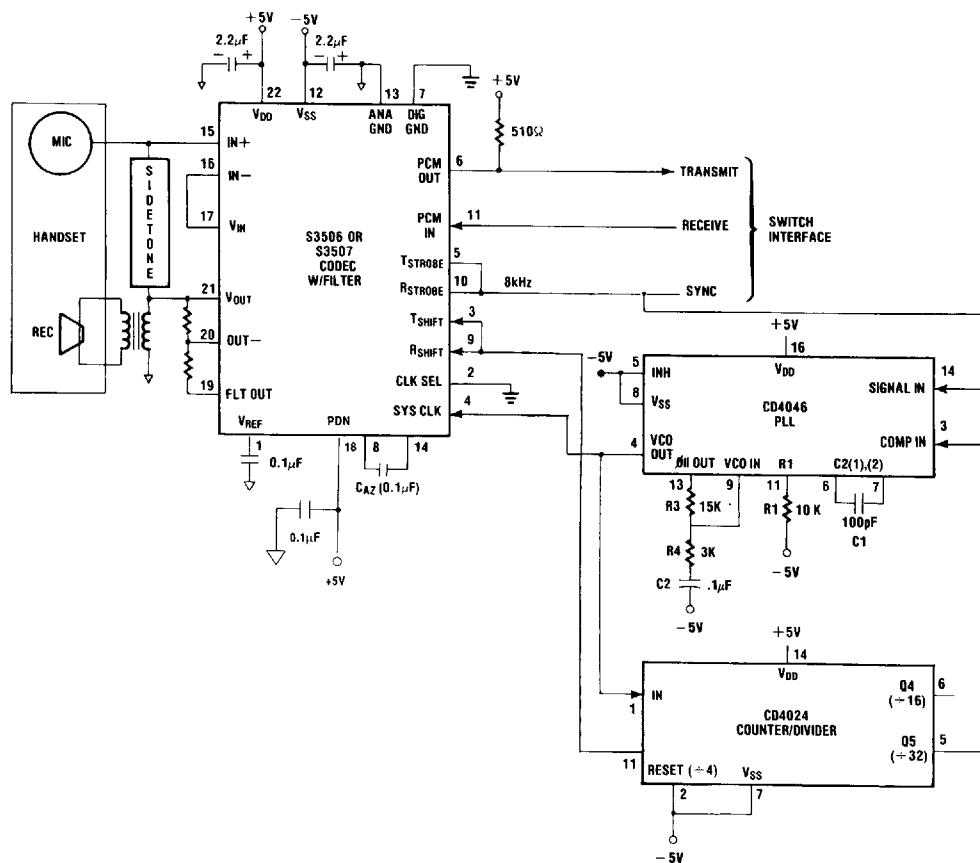 +5V
-5V
2.2μF
2.2μF
- +
- +
22
12
13
7
VDD
VSS
ANA
GND
DIG
GND
+5V
510Ω
MIC
HANDSET
REC
SIDETONE
15
IN+
16
IN-
17
VIN
21
VOUT
20
OUT-
19
FLT OUT
VREF
1
0.1μF
PDN
18
8
14
CAZ (0.1μF)
0.1μF
+5V
S3506 OR
S3507
CODEC
W/FILTER
PCM
OUT
6
TRANSMIT
PCM
IN
11
RECEIVE
SWITCH
INTERFACE
TSTROBE
5
RSTROBE
10
8kHz
SYNC
TSHIFT
3
RSHIFT
9
CLK SEL
2
SYS CLK
4
+5V
16
VDD
-5V
5
INH
8
VSS
CD4046
PLL
SIGNAL IN
14
COMP IN
3
4
VCO
OUT
ØII OUT
VCO IN
R1
C2(1),(2)
13
9
11
6
7
R3
15K
R1
10 K
100pF
C1
R4
3K
-5V
C2
.1μF
-5V
+5V
14
VDD
IN
1
CD4024
COUNTER/DIVIDER
Q4
(÷16)
6
Q5
(÷32)
5
11
RESET (÷4)
VSS
2
7
-5V